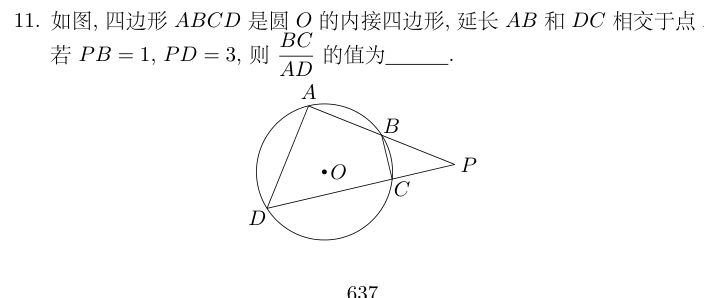 11. 如图, 四边形 ABCD 是圆 O 的内接四边形, 延长 AB 和 DC 相交于点
若 PB = 1, PD = 3, 则 BC/AD 的值为______.
A
B
P
O
C
D
637